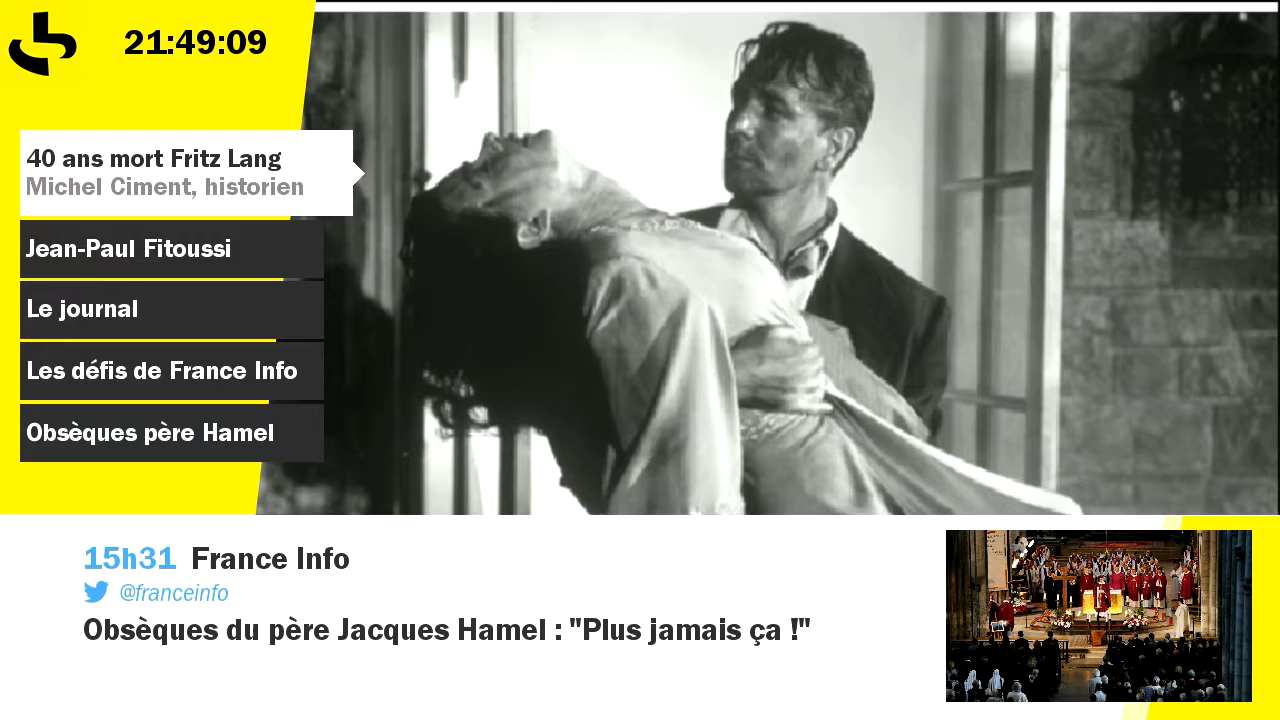 21:49:09
40 ans mort Fritz Lang
Michel Ciment, historien
Jean-Paul Fitoussi
Le journal
Les défis de France Info
Obsèques père Hamel
15h31 France Info
@franceinfo
Obsèques du père Jacques Hamel : "Plus jamais ça !"